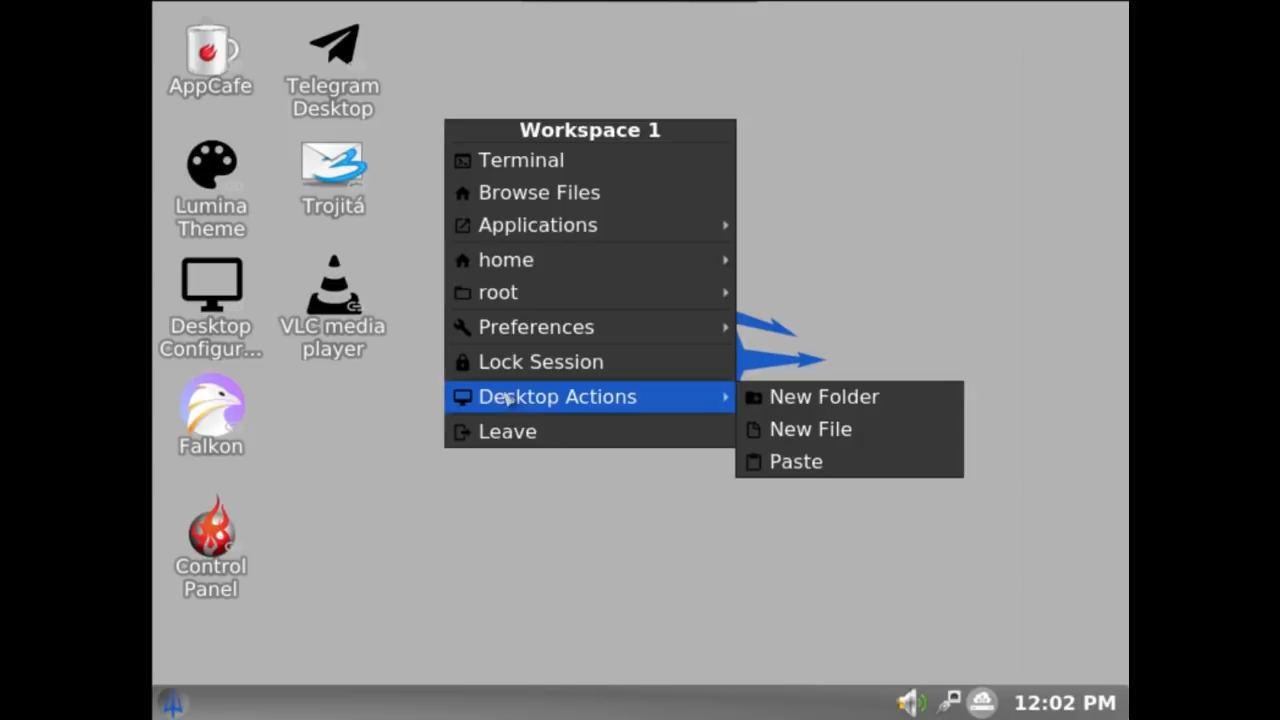 AppCafe
Telegram
Desktop
Lumina
Theme
Trojitá
Desktop
Configur...
VLC media
player
Falkon
Control
Panel
Workspace 1
Terminal
Browse Files
Applications
home
root
Preferences
Lock Session
Desktop Actions
Leave
New Folder
New File
Paste
12:02 PM